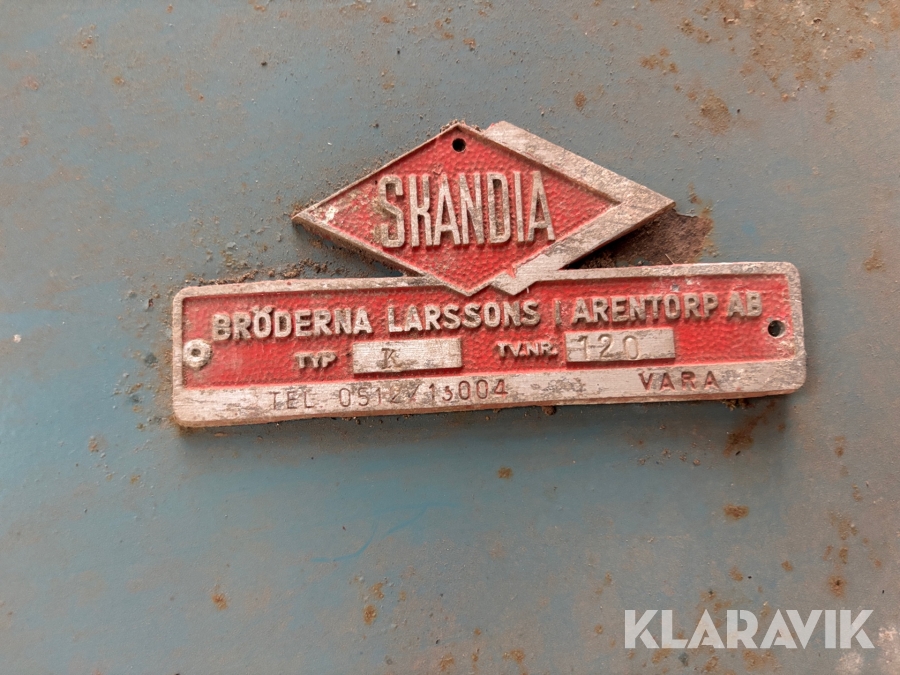 SKANDIA
BRÖDERNA LARSSONS I ARENTORP AB
TYP K TV.NR. 120
TEL 0512/13004 VARA
KLARAVIK